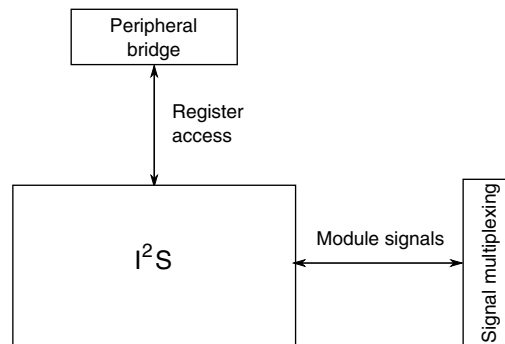 Peripheral
bridge
Register
access
I²S
Module signals
Signal multiplexing